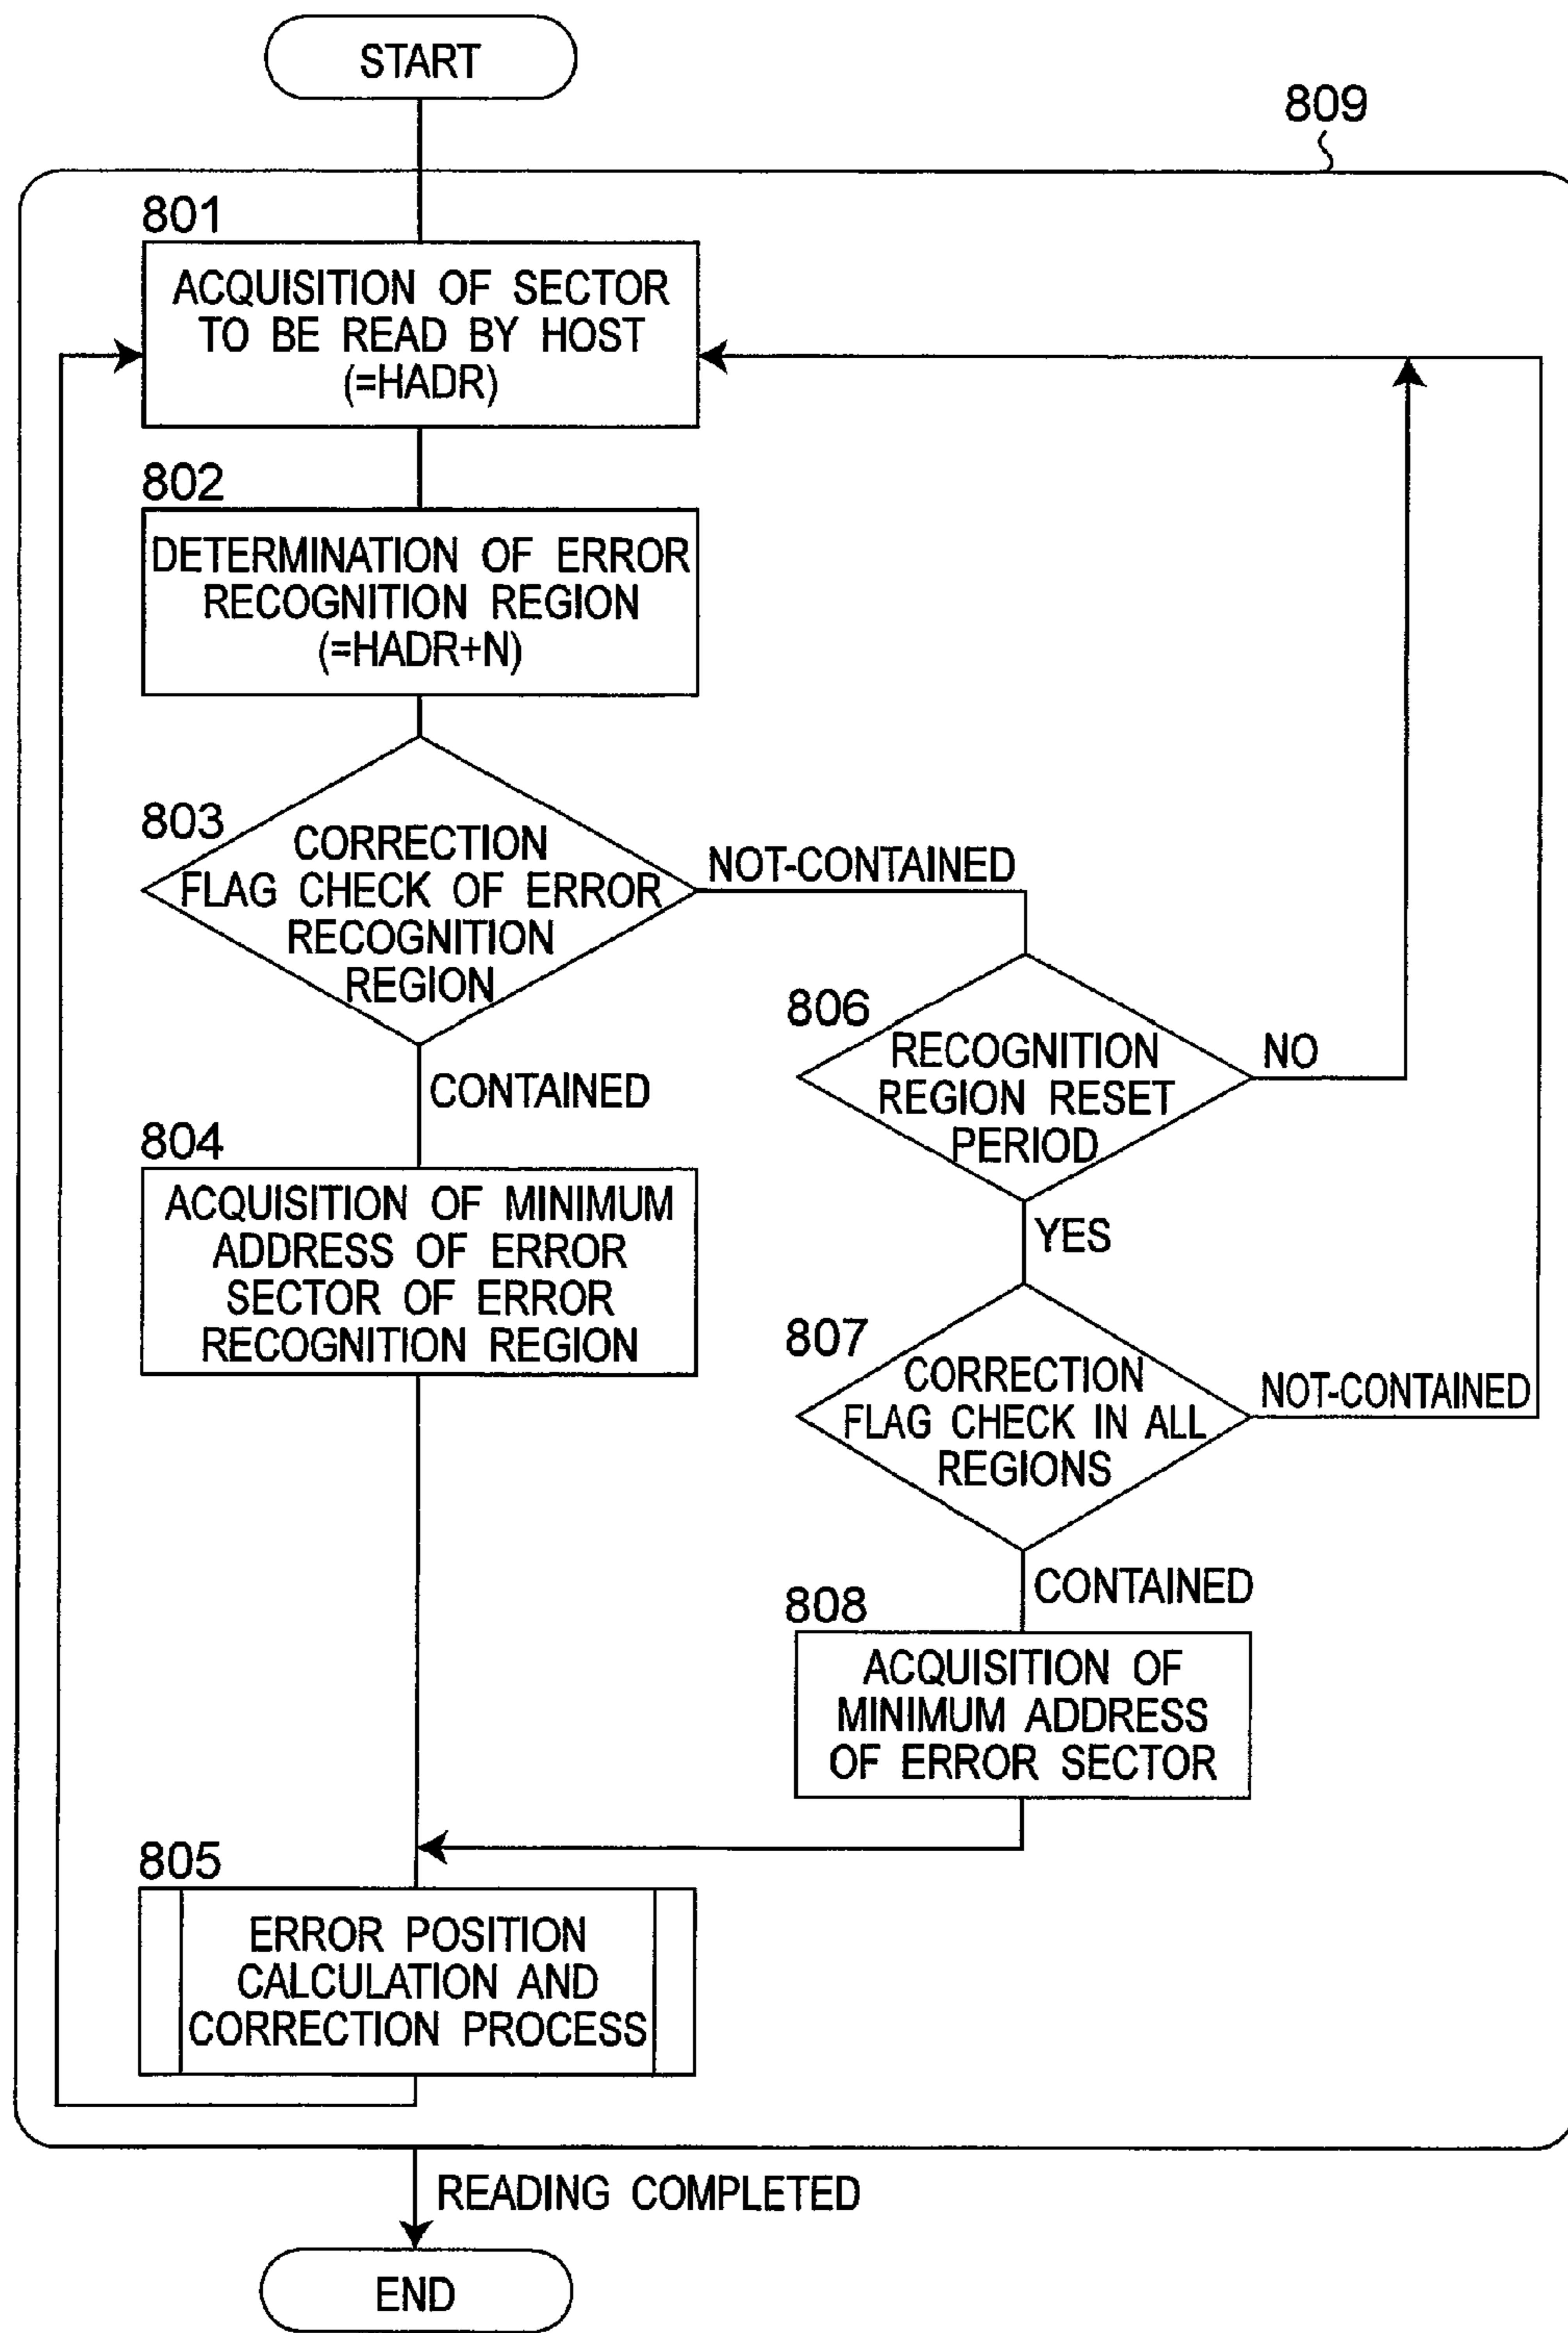 START
809
801
ACQUISITION OF SECTOR
TO BE READ BY HOST
(=HADR)
802
DETERMINATION OF ERROR
RECOGNITION REGION
(=HADR+N)
803
CORRECTION
FLAG CHECK OF ERROR
RECOGNITION
REGION
NOT-CONTAINED
CONTAINED
806
RECOGNITION
REGION RESET
PERIOD
NO
YES
804
ACQUISITION OF MINIMUM
ADDRESS OF ERROR
SECTOR OF ERROR
RECOGNITION REGION
807
CORRECTION
FLAG CHECK IN ALL
REGIONS
NOT-CONTAINED
CONTAINED
808
ACQUISITION OF
MINIMUM ADDRESS
OF ERROR SECTOR
805
ERROR POSITION
CALCULATION AND
CORRECTION PROCESS
READING COMPLETED
END